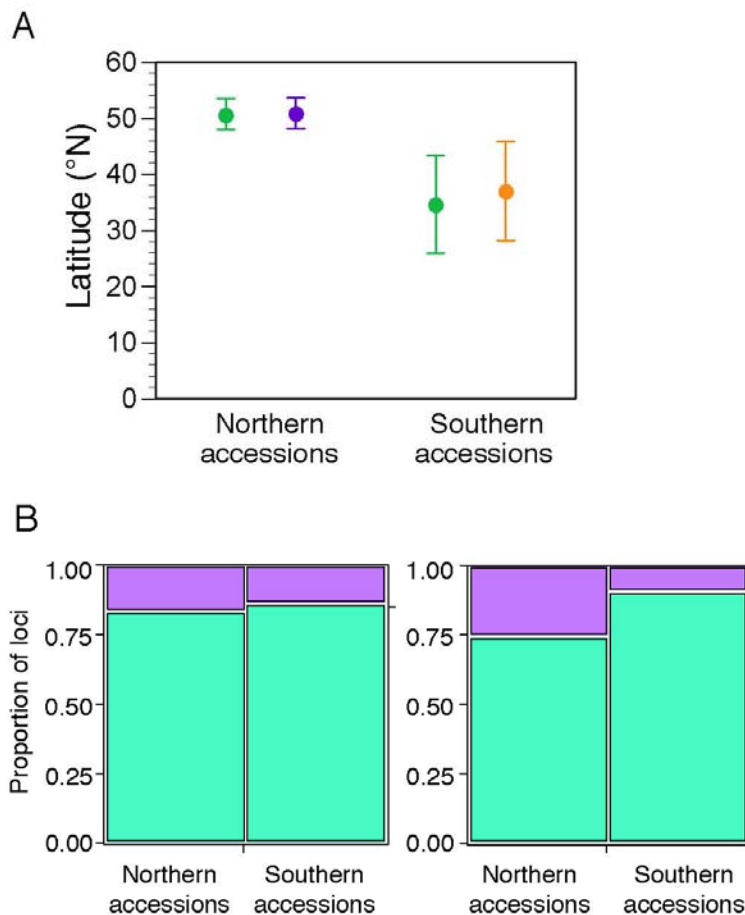 A
60
50
40
30
20
10
0
Latitude (°N)
Northern accessions
Southern accessions
B
1.00
0.75
0.50
0.25
0.00
Proportion of loci
Northern accessions
Southern accessions
1.00
0.75
0.50
0.25
0.00
Northern accessions
Southern accessions